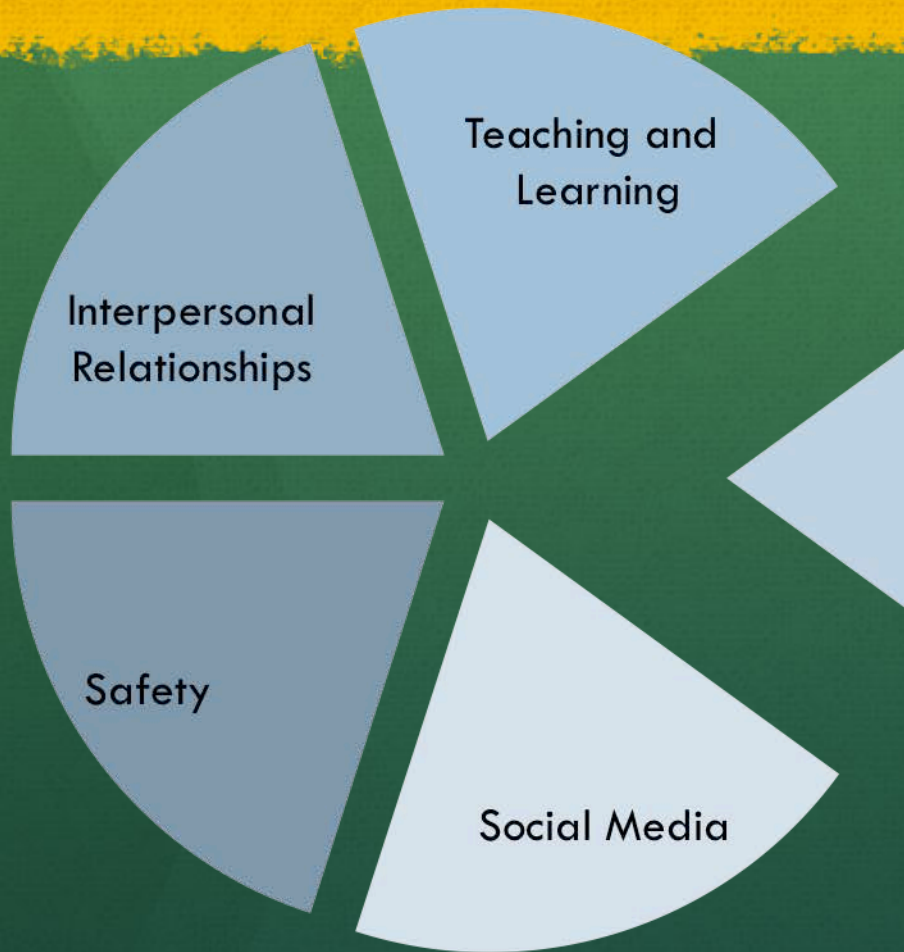 Teaching and
Learning
Interpersonal
Relationships
Safety
Social Media